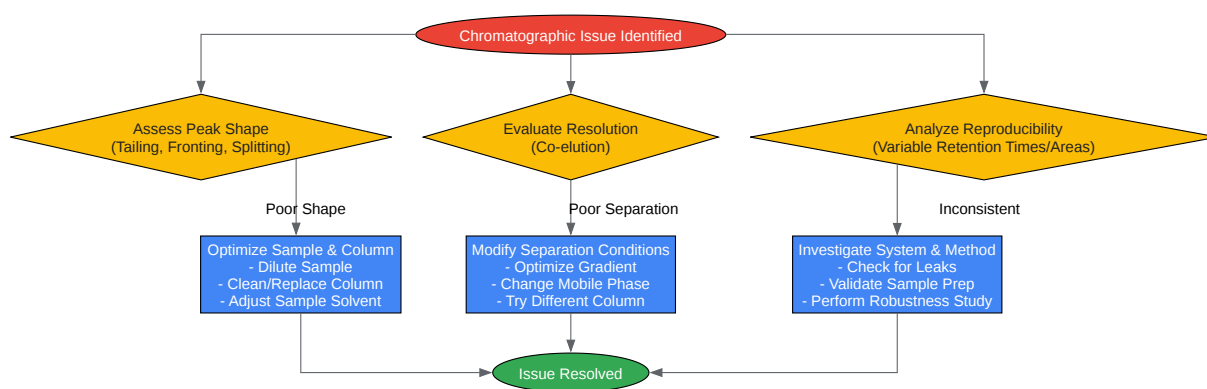 Chromatographic Issue Identified
Assess Peak Shape
(Tailing, Fronting, Splitting)
Evaluate Resolution
(Co-elution)
Analyze Reproducibility
(Variable Retention Times/Areas)
Poor Shape
Poor Separation
Inconsistent
Optimize Sample & Column
- Dilute Sample
- Clean/Replace Column
- Adjust Sample Solvent
Modify Separation Conditions
- Optimize Gradient
- Change Mobile Phase
- Try Different Column
Investigate System & Method
- Check for Leaks
- Validate Sample Prep
- Perform Robustness Study
Issue Resolved